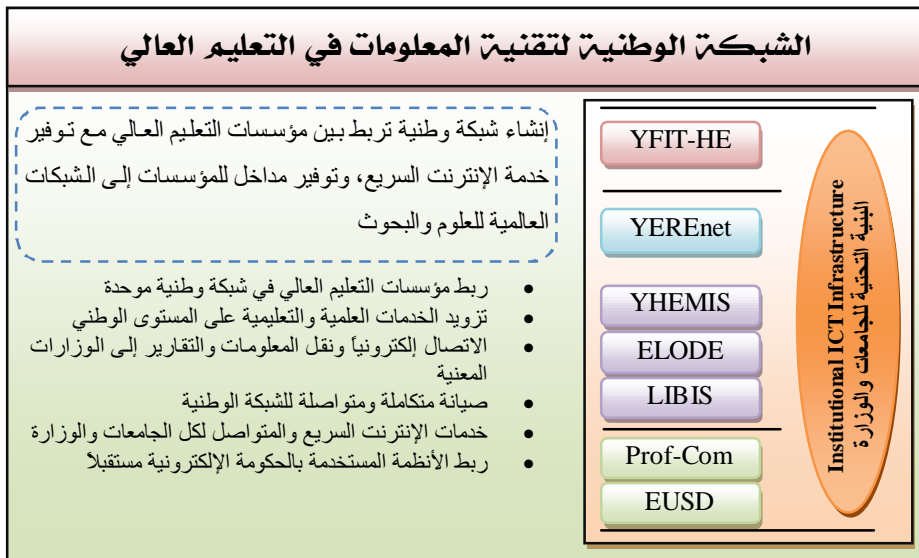 الشبكة الوطنية لتقنية المعلومات في التعليم العالي
إنشاء شبكة وطنية تربط بين مؤسسات التعليم العالي مع توفير
خدمة الإنترنت السريع، وتوفير مداخل للمؤسسات إلى الشبكات
العالمية للعلوم والبحوث
• ربط مؤسسات التعليم العالي في شبكة وطنية موحدة
• تزويد الخدمات العلمية والتعليمية على المستوى الوطني
• الاتصال إلكترونياً ونقل المعلومات والتقارير إلى الوزارات
المعنية
• صيانة متكاملة ومتواصلة للشبكة الوطنية
• خدمات الإنترنت السريع والمتواصل لكل الجامعات والوزارة
• ربط الأنظمة المستخدمة بالحكومة الإلكترونية مستقبلاً
YFIT-HE
YEREnet
YHEMIS
ELODE
LIBIS
Prof-Com
EUSD
Institutional ICT Infrastructure
البنية التحتية للجامعات والوزارة